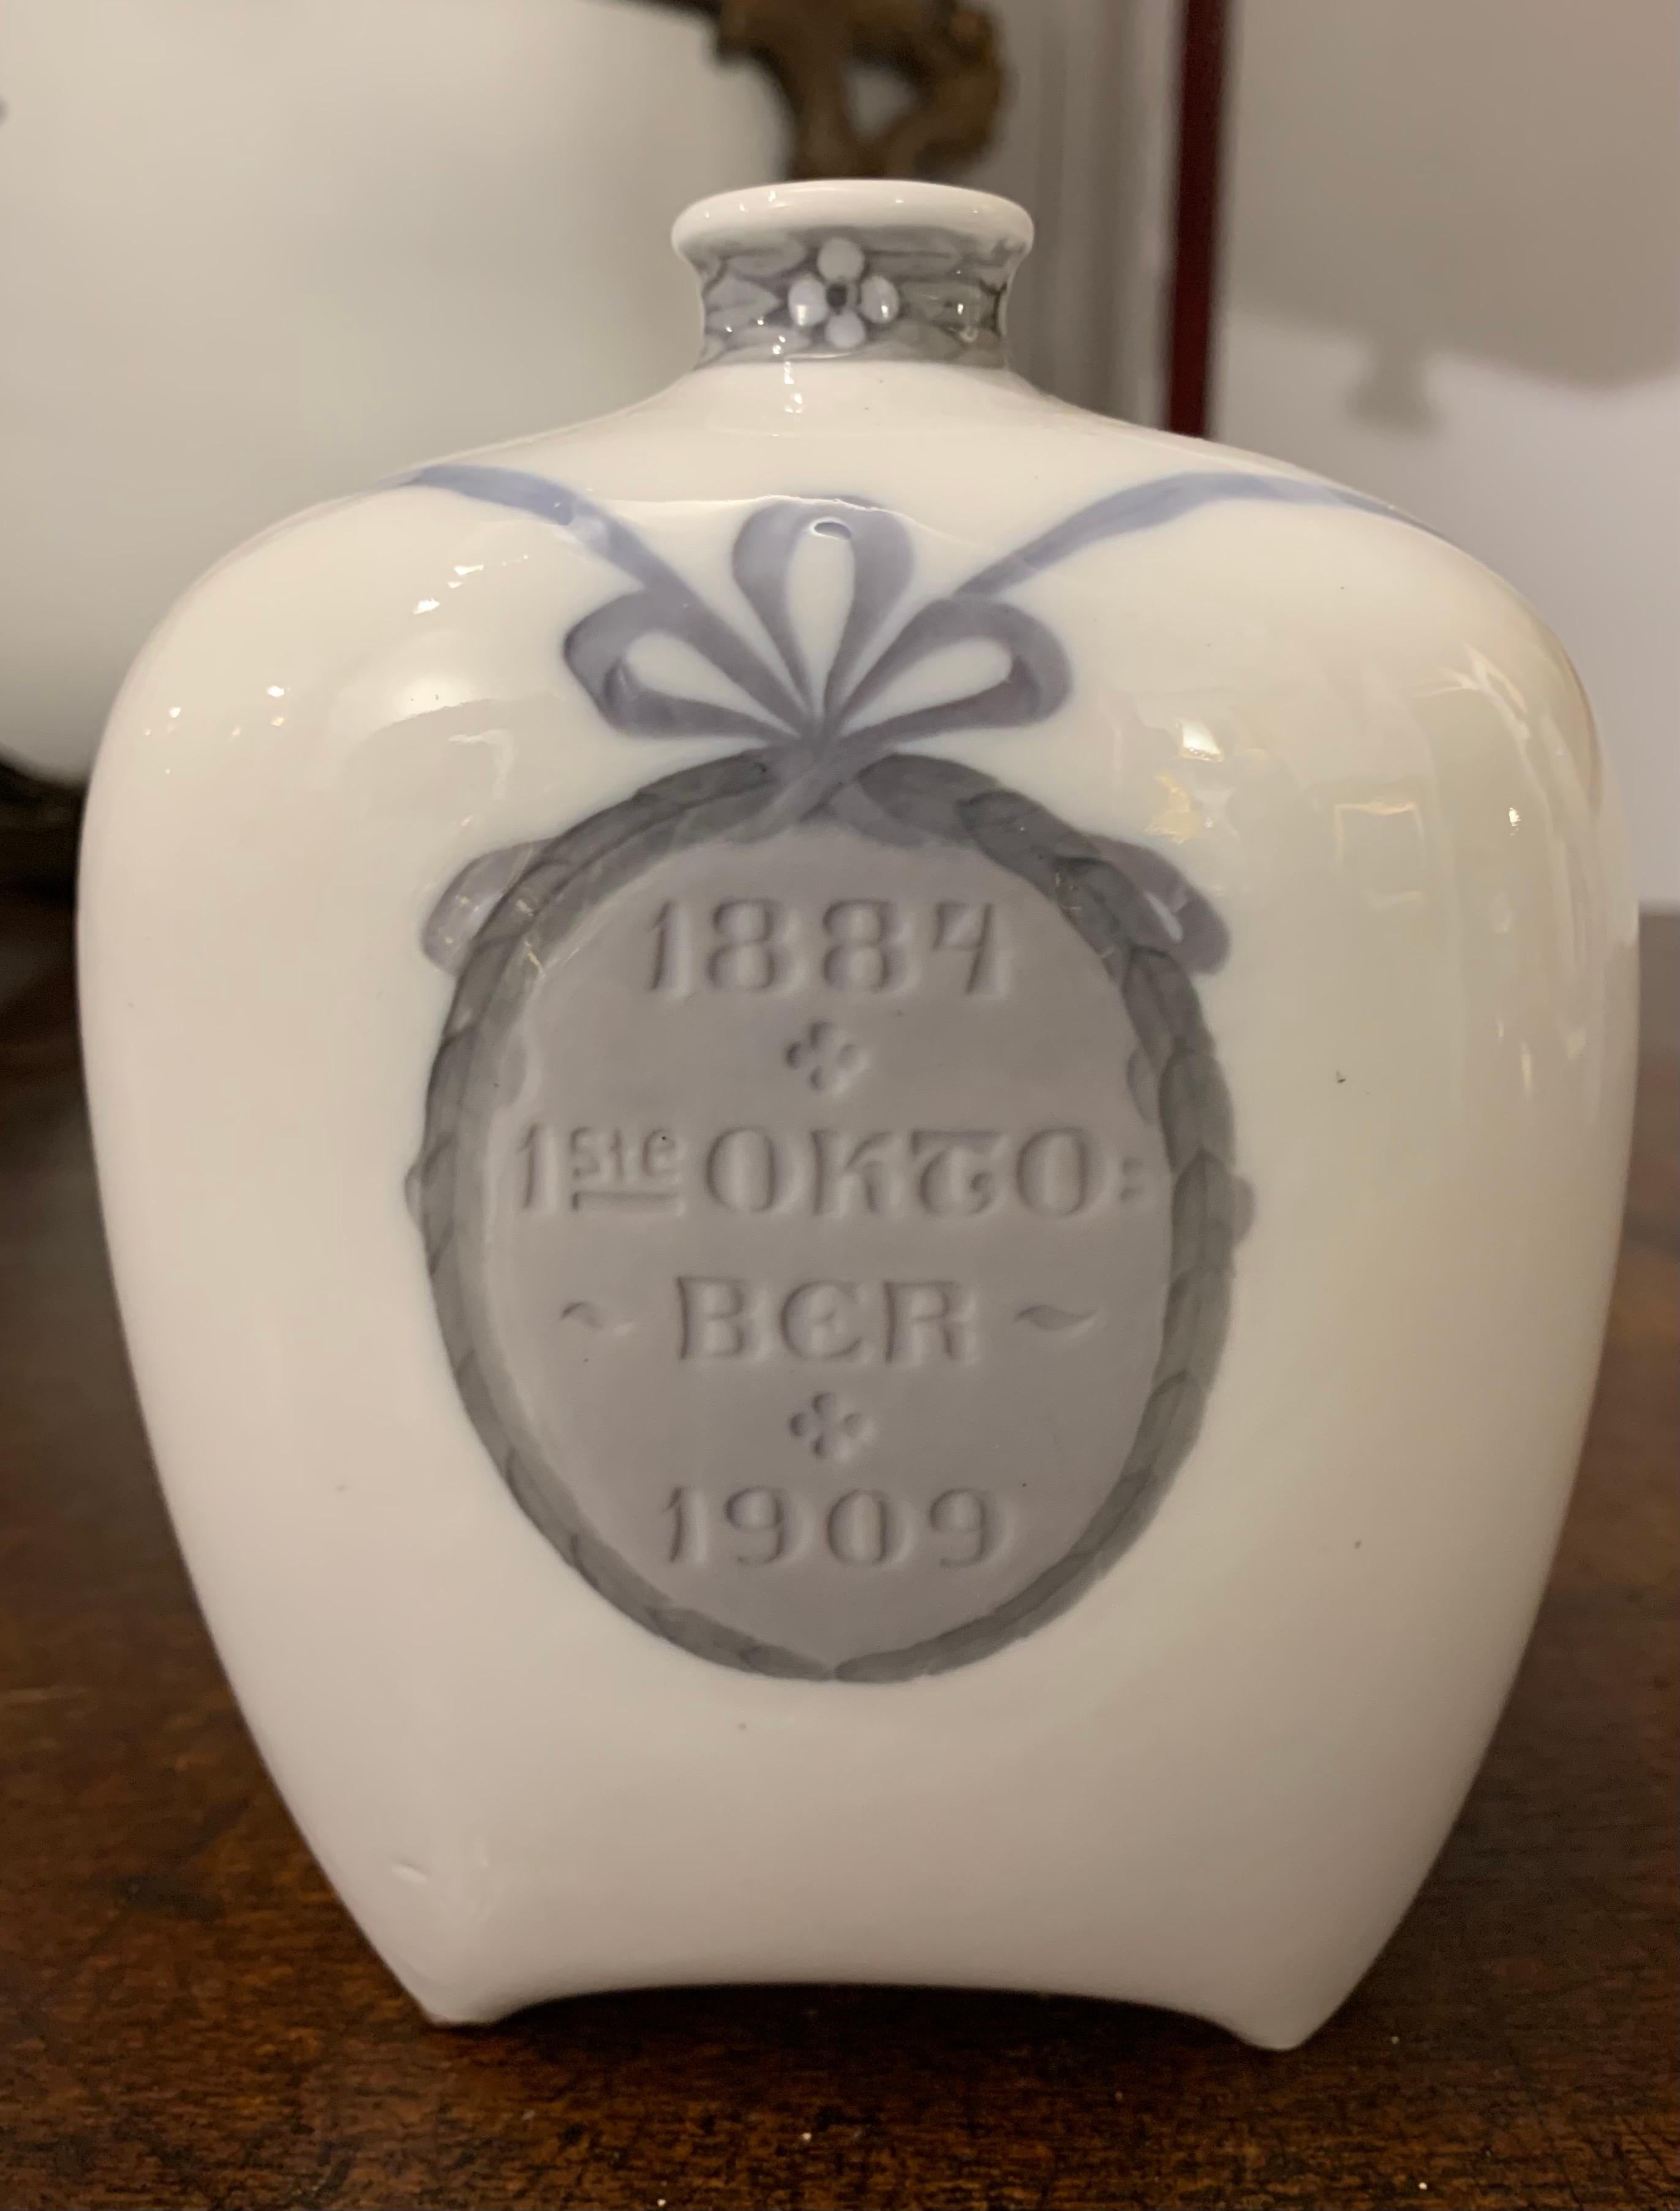 1884
1ste OKTO:
~ BER ~
1909